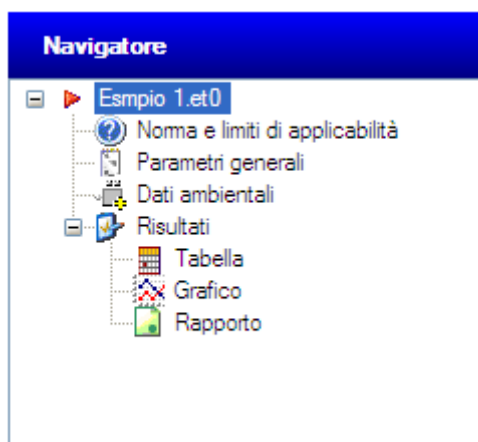 Navigatore
Esmpio 1.et0
Norma e limiti di applicabilità
Parametri generali
Dati ambientali
Risultati
Tabella
Grafico
Rapporto